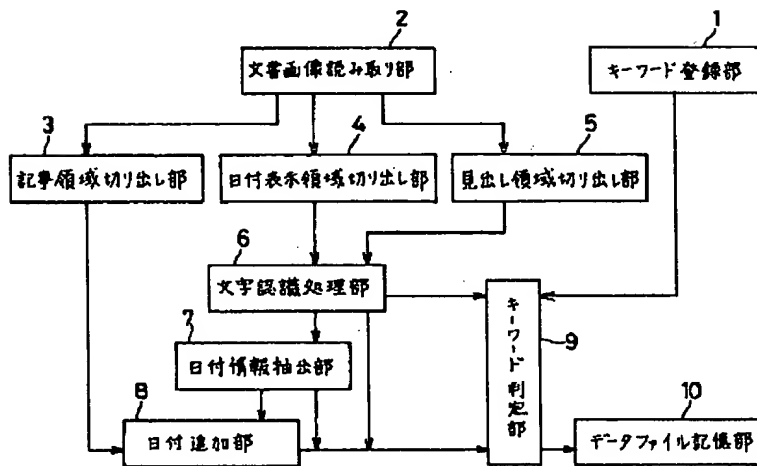 2
1
文書画像読み取り部
キーワード登録部
3
4
5
記事領域切り出し部
日付表示領域切り出し部
見出し領域切り出し部
6
文字認識処理部
7
日付情報抽出部
キーワード判定部
9
8
日付追加部
10
データファイル記憶部